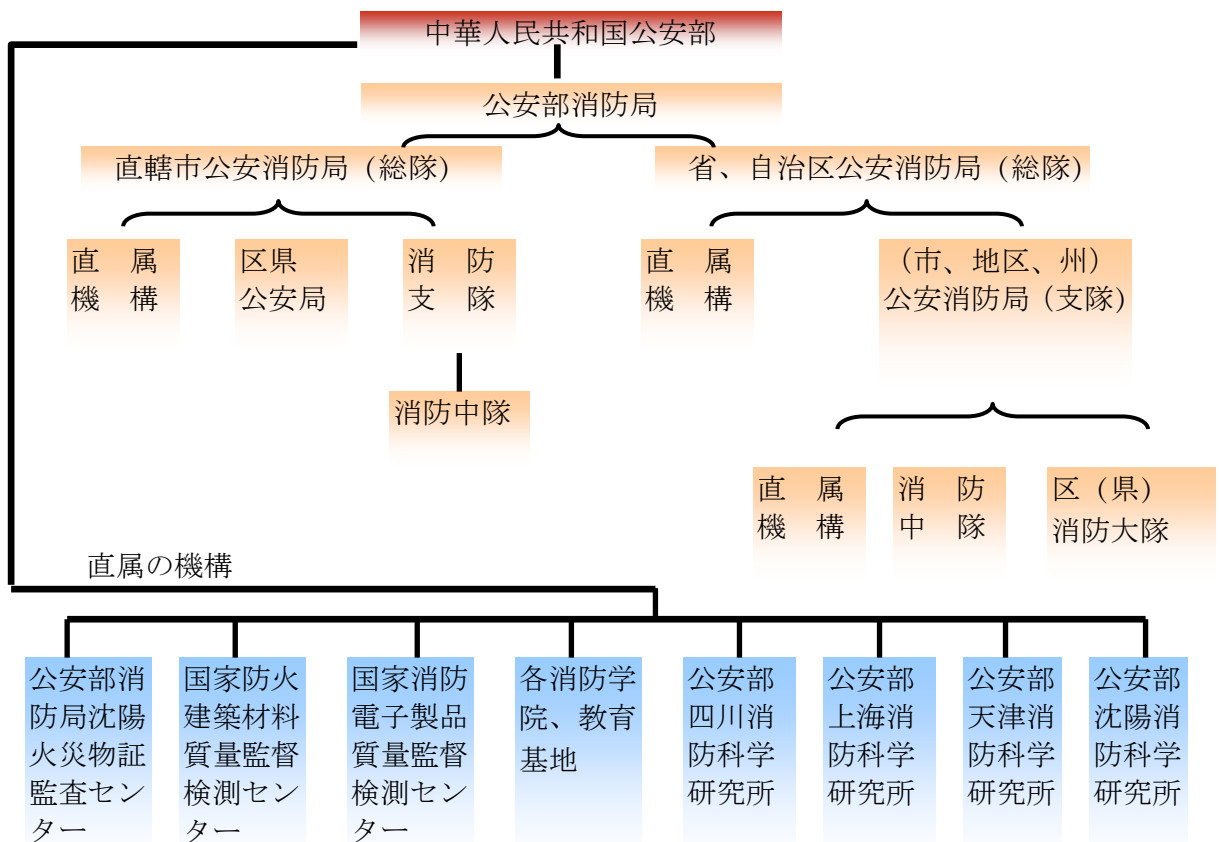 中華人民共和国公安部
公安部消防局
直轄市公安消防局（総隊）
省、自治区公安消防局（総隊）
直　属
機　構
区県
公安局
消　防
支　隊
直　属
機　構
（市、地区、州）
公安消防局（支隊）
消防中隊
直　属
機　構
消　防
中　隊
区（県）
消防大隊
直属の機構
公安部消
防局沈陽
火災物証
監査セン
ター
国家防火
建築材料
質量監督
検測セン
ター
国家消防
電子製品
質量監督
検測セン
ター
各消防学
院、教育
基地
公安部
四川消
防科学
研究所
公安部
上海消
防科学
研究所
公安部
天津消
防科学
研究所
公安部
沈陽消
防科学
研究所